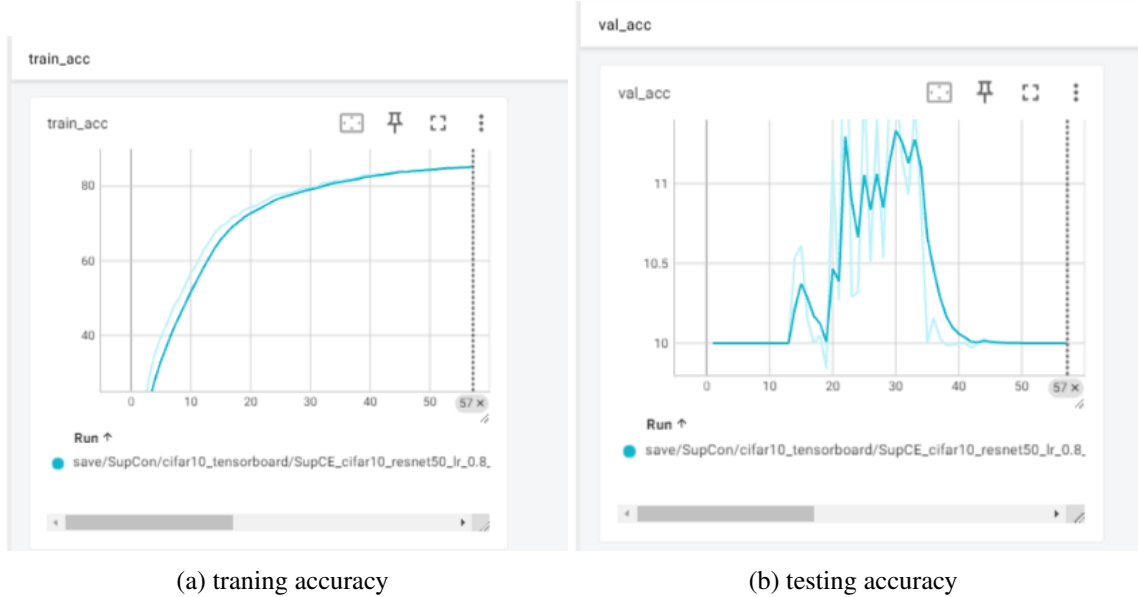 train_acc
train_acc
80
60
40
0
10
20
30
40
50
57 ×
Run ↑
save/SupCon/cifar10_tensorboard/SupCE_cifar10_resnet50_lr_0.8_
(a) traning accuracy
val_acc
val_acc
11
10.5
10
0
10
20
30
40
50
57 ×
Run ↑
save/SupCon/cifar10_tensorboard/SupCE_cifar10_resnet50_lr_0.8_
(b) testing accuracy